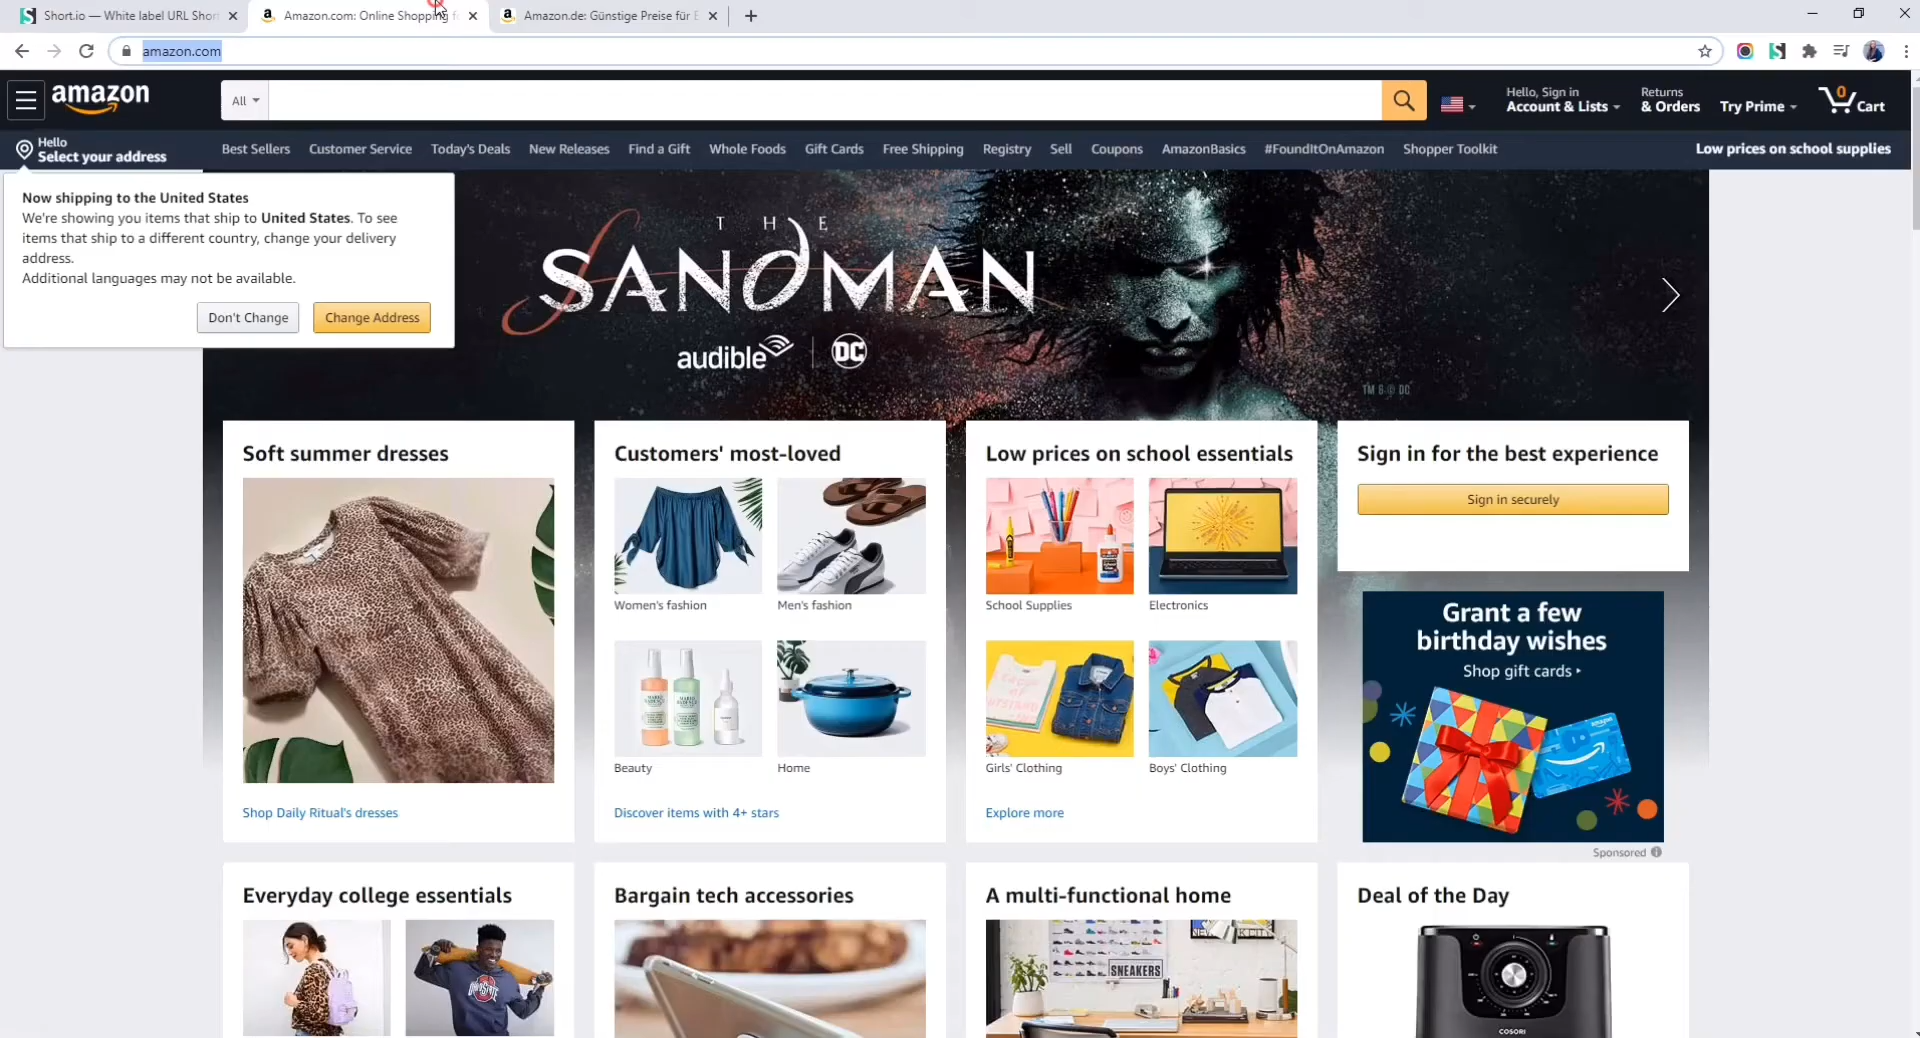 Short.io — White label URL Short
Amazon.com: Online Shopping f
Amazon.de: Günstige Preise für E
amazon.com
amazon
All
Hello, Sign in
Account & Lists
Returns
& Orders
Try Prime
0
Cart
Hello
Select your address
Best Sellers
Customer Service
Today's Deals
New Releases
Find a Gift
Whole Foods
Gift Cards
Free Shipping
Registry
Sell
Coupons
AmazonBasics
#FoundItOnAmazon
Shopper Toolkit
Low prices on school supplies
Now shipping to the United States
We're showing you items that ship to United States. To see
items that ship to a different country, change your delivery
address.
Additional languages may not be available.
Don't Change
Change Address
THE
SANDMAN
audible
DC
TM & © DC
Soft summer dresses
Shop Daily Ritual's dresses
Customers' most-loved
Women's fashion
Men's fashion
Beauty
Home
Discover items with 4+ stars
Low prices on school essentials
School Supplies
Electronics
Girls' Clothing
Boys' Clothing
Explore more
Sign in for the best experience
Sign in securely
Grant a few
birthday wishes
Shop gift cards
amazon
Sponsored
Everyday college essentials
OHIO STATE
Bargain tech accessories
A multi-functional home
SNEAKERS
Deal of the Day
COSORI